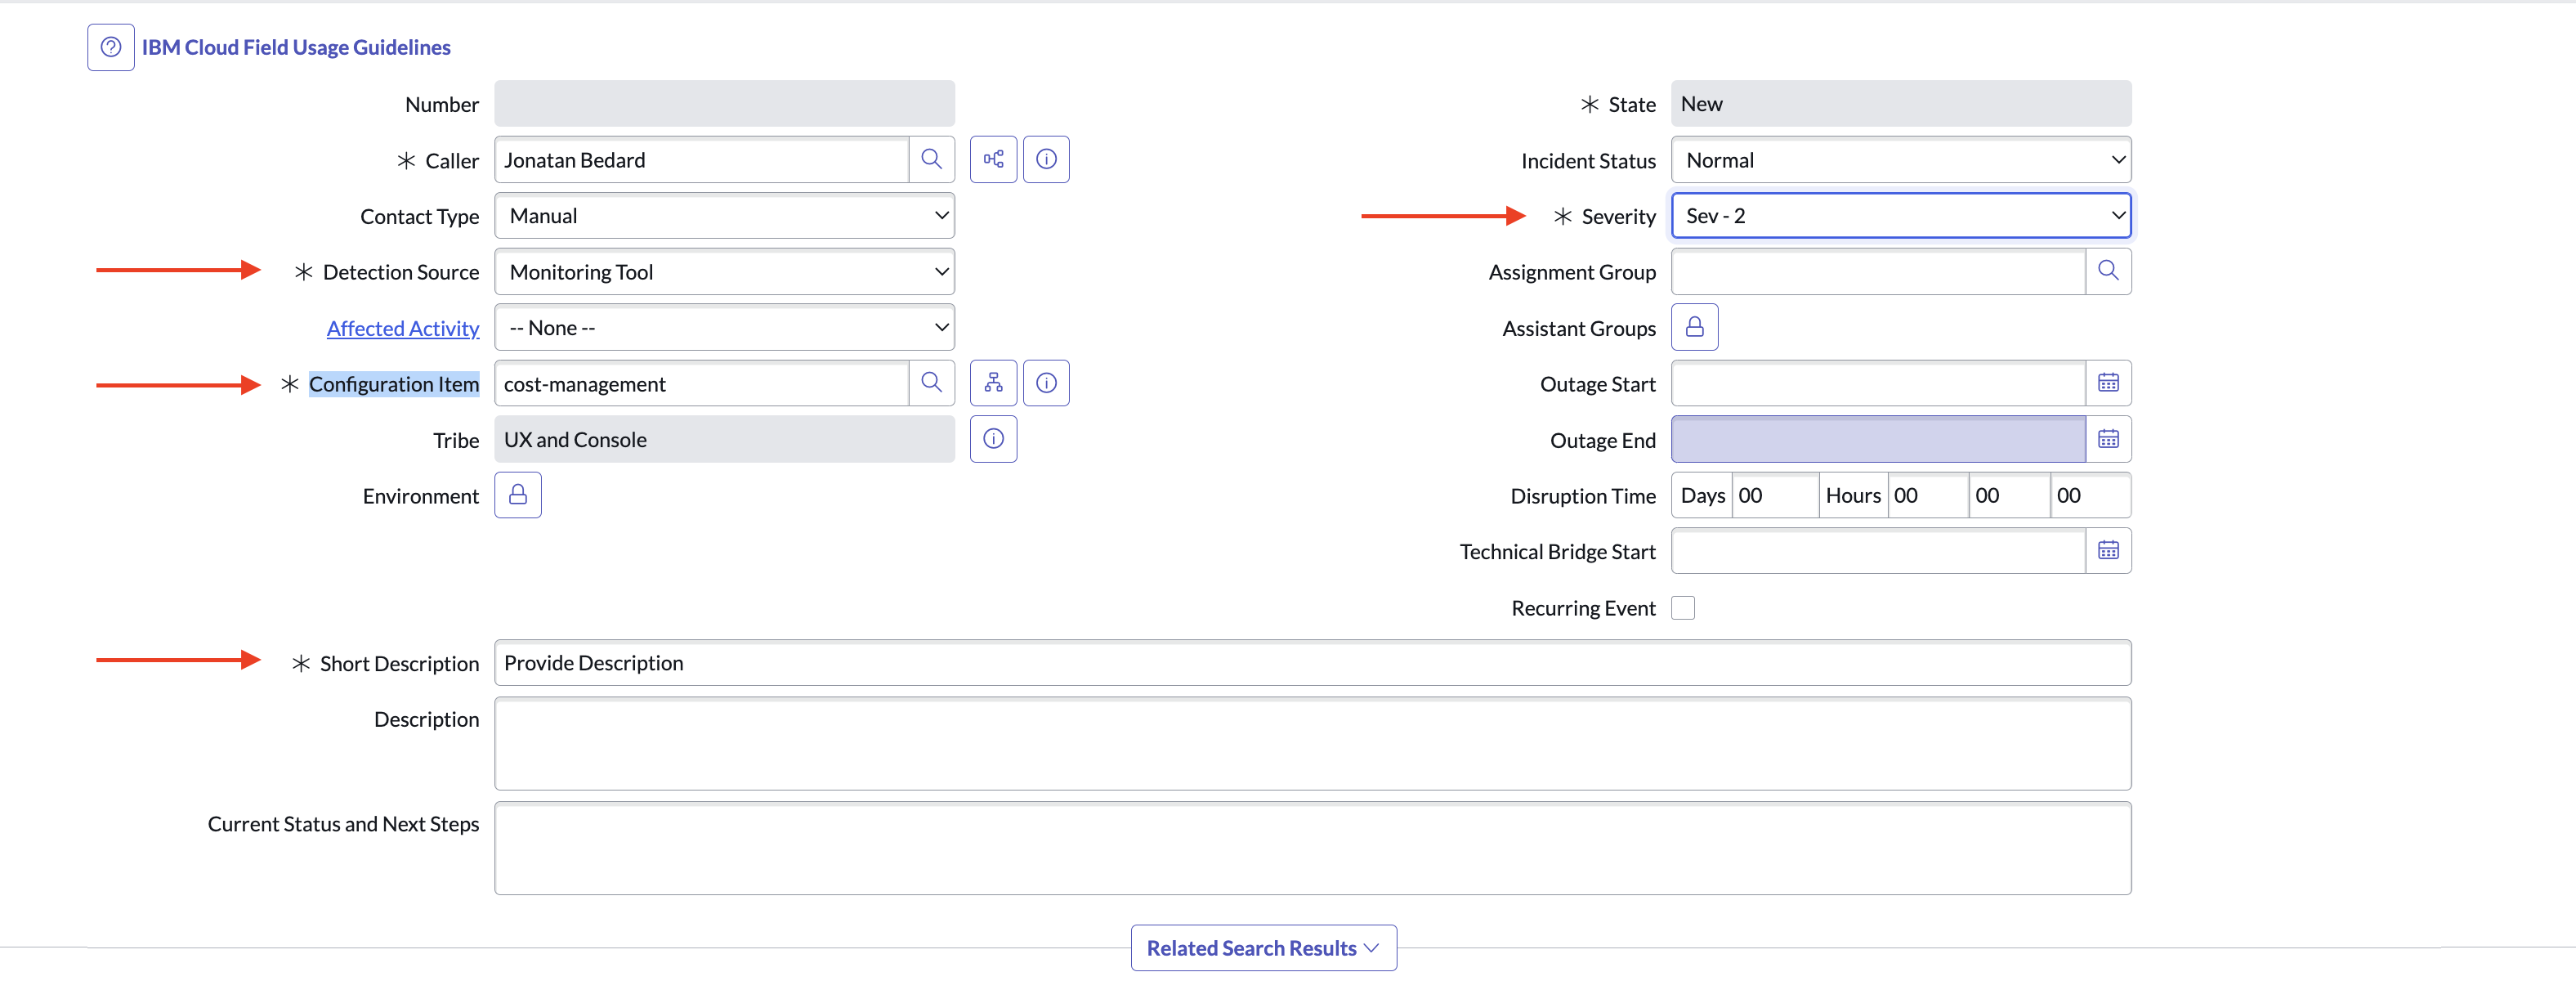 IBM Cloud Field Usage Guidelines
Number
* Caller Jonatan Bedard
Contact Type Manual
* Detection Source Monitoring Tool
Affected Activity -- None --
* Configuration Item cost-management
Tribe UX and Console
Environment
* State New
Incident Status Normal
* Severity Sev - 2
Assignment Group
Assistant Groups
Outage Start
Outage End
Disruption Time Days 00 Hours 00 00 00
Technical Bridge Start
Recurring Event
* Short Description Provide Description
Description
Current Status and Next Steps
Related Search Results